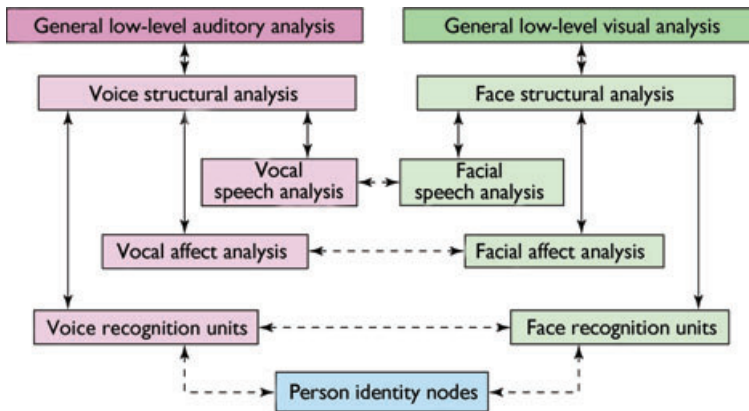 General low-level auditory analysis
General low-level visual analysis
Voice structural analysis
Face structural analysis
Vocal
speech analysis
Facial
speech analysis
Vocal affect analysis
Facial affect analysis
Voice recognition units
Face recognition units
Person identity nodes